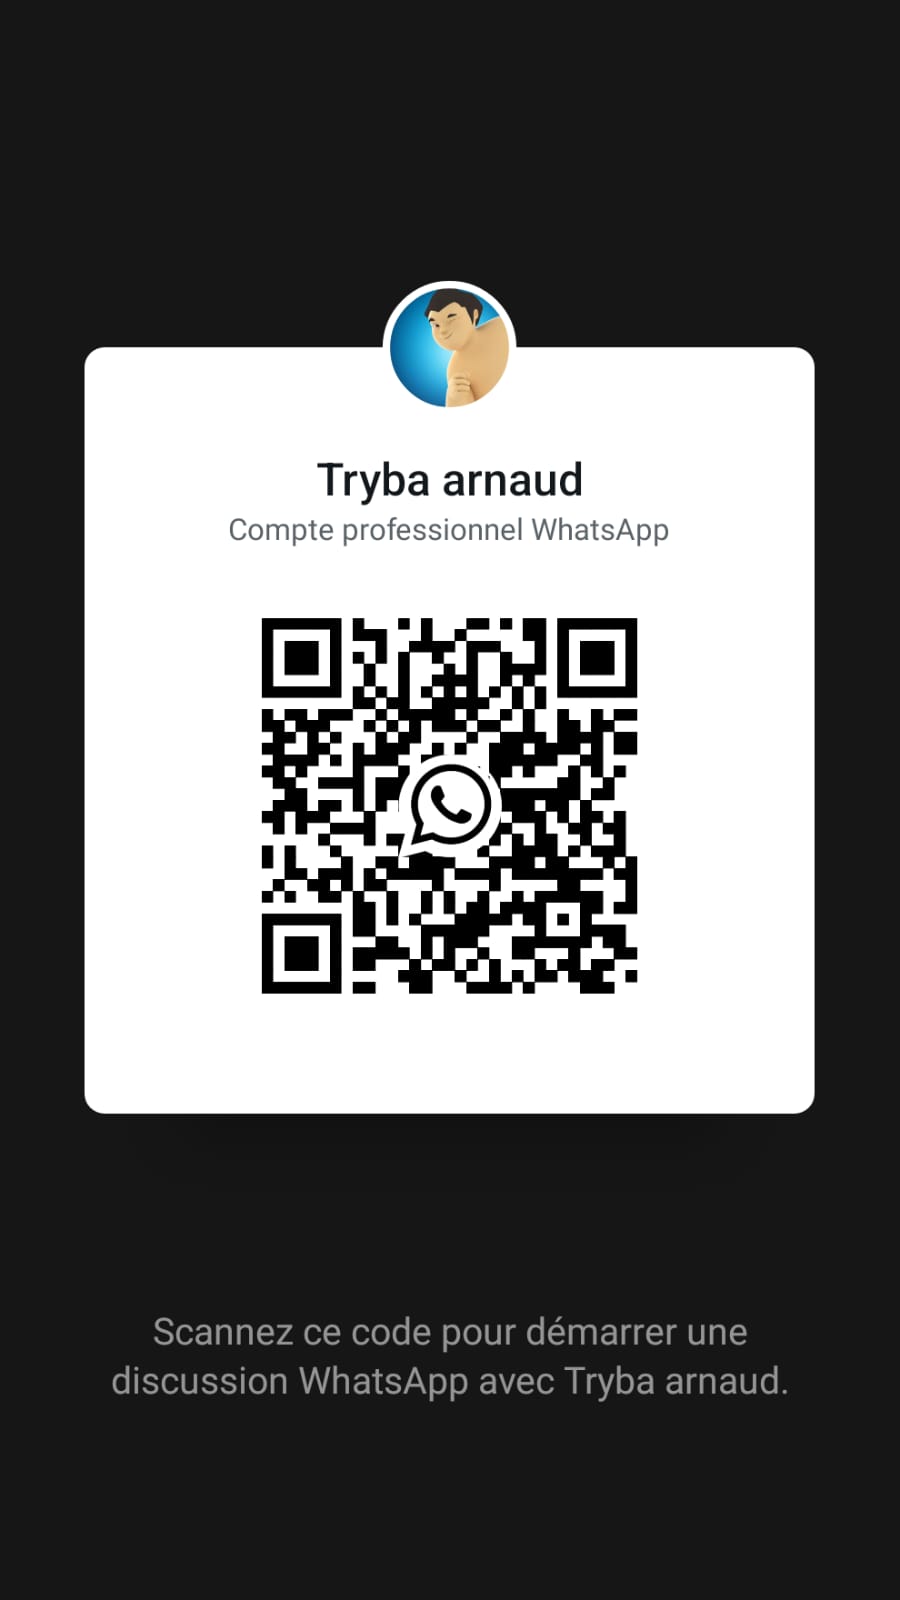 Tryba arnaud
Compte professionnel WhatsApp
Scannez ce code pour démarrer une
discussion WhatsApp avec Tryba arnaud.